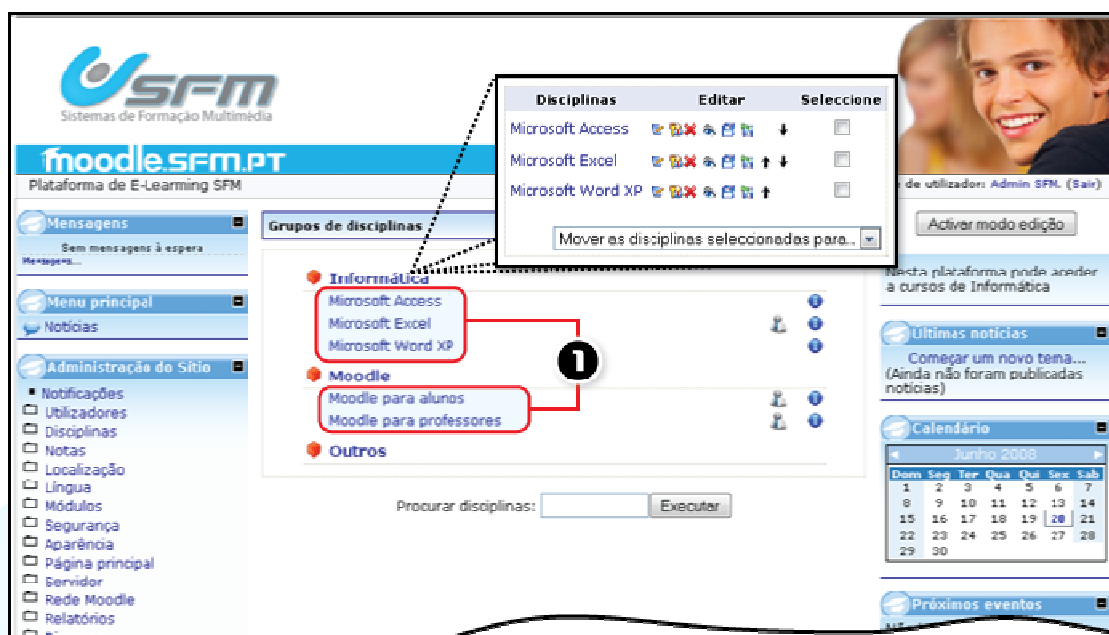 SFM
Sistemas de Formação Multimédia
moodle.SFM.PT
Plataforma de E-Learming SFM
de utilizador: Admin SFM. (Sair)
Disciplinas Editar Seleccione
Microsoft Access
Microsoft Excel
Microsoft Word XP
Mover as disciplinas seleccionadas para...
Mensagens
Sem mensagens à espera
Mensagens...
Menu principal
Notícias
Administração do Sítio
Notificações
Utilizadores
Disciplinas
Notas
Localização
Língua
Módulos
Segurança
Aparência
Página principal
Servidor
Rede Moodle
Relatórios
Grupos de disciplinas
Informática
Microsoft Access
Microsoft Excel
Microsoft Word XP
1
Moodle
Moodle para alunos
Moodle para professores
Outros
Procurar disciplinas: Executar
Activar modo edição
Nesta plataforma pode aceder
a cursos de Informática
Últimas notícias
Começar um novo tema...
(Ainda não foram publicadas
notícias)
Calendário
Junho 2008
Dom Seg Ter Qua Qui Sex Sab
1 2 3 4 5 6 7
8 9 10 11 12 13 14
15 16 17 18 19 20 21
22 23 24 25 26 27 28
29 30
Próximos eventos